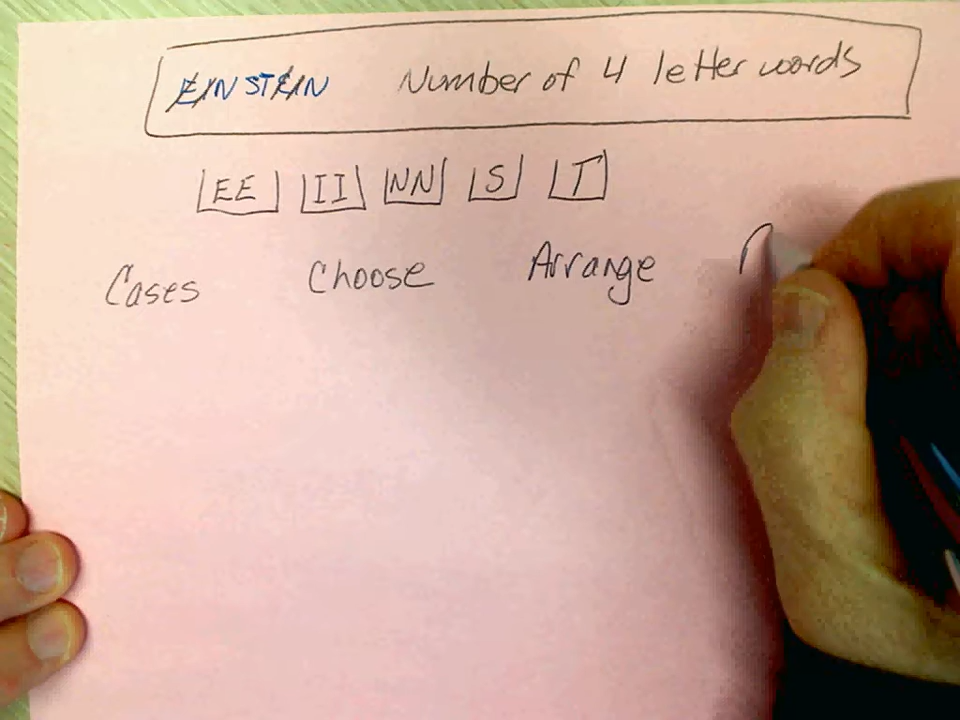 EINSTEIN Number of 4 letter words
EE II NN S T
Cases Choose Arrange